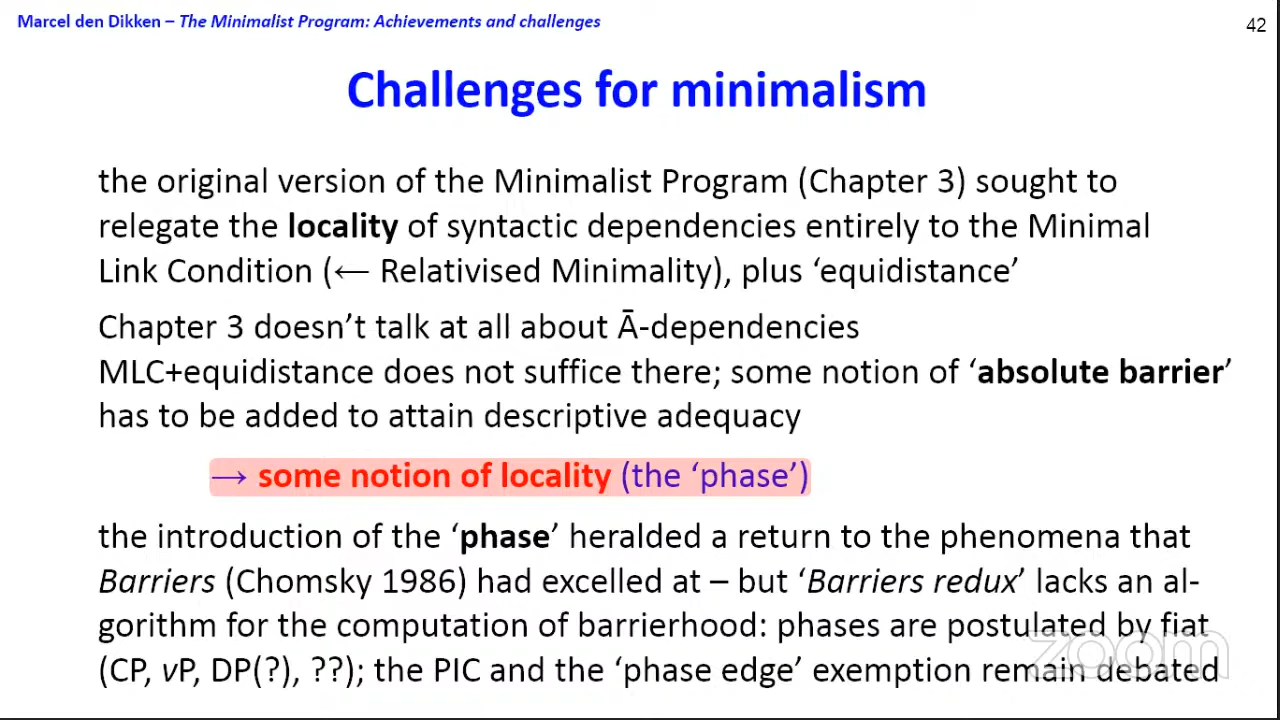 Marcel den Dikken – The Minimalist Program: Achievements and challenges
42
Challenges for minimalism
the original version of the Minimalist Program (Chapter 3) sought to
relegate the locality of syntactic dependencies entirely to the Minimal
Link Condition (← Relativised Minimality), plus ‘equidistance’
Chapter 3 doesn’t talk at all about Ā-dependencies
MLC+equidistance does not suffice there; some notion of ‘absolute barrier’
has to be added to attain descriptive adequacy
→ some notion of locality (the ‘phase’)
the introduction of the ‘phase’ heralded a return to the phenomena that
Barriers (Chomsky 1986) had excelled at – but ‘Barriers redux’ lacks an al-
gorithm for the computation of barrierhood: phases are postulated by fiat
(CP, vP, DP(?), ??); the PIC and the ‘phase edge’ exemption remain debated
zoom